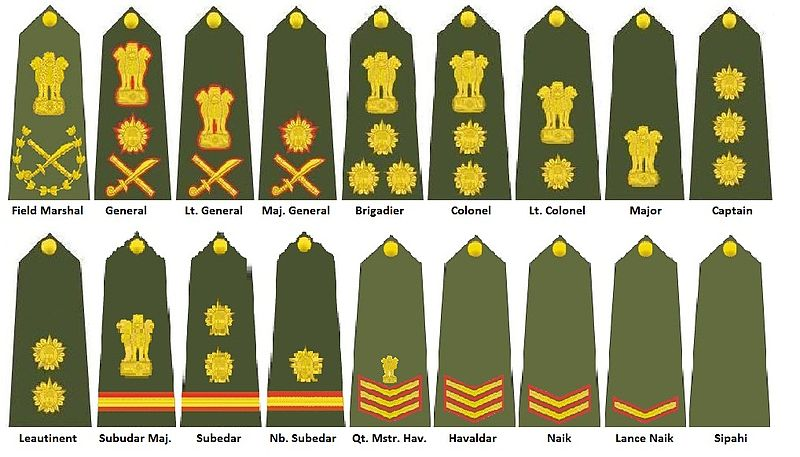 Field Marshal General Lt. General Maj. General Brigadier Colonel Lt. Colonel Major Captain
Leautinent Subudar Maj. Subedar Nb. Subedar Qt. Mstr. Hav. Havaldar Naik Lance Naik Sipahi